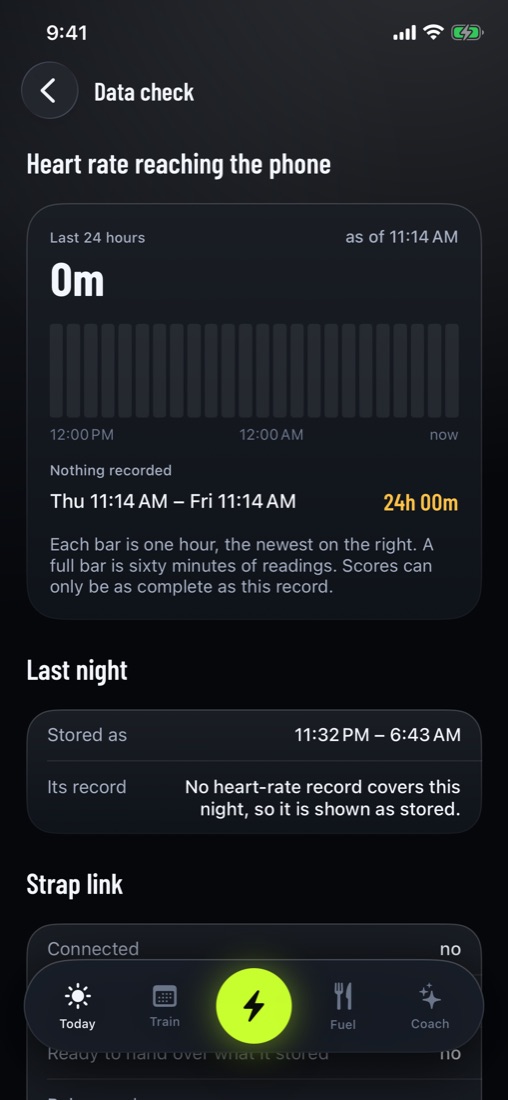 9:41
Data check
Heart rate reaching the phone
Last 24 hours
as of 11:14 AM
0m
12:00 PM
12:00 AM
now
Nothing recorded
Thu 11:14 AM – Fri 11:14 AM
24h 00m
Each bar is one hour, the newest on the right. A
full bar is sixty minutes of readings. Scores can
only be as complete as this record.
Last night
Stored as
11:32 PM – 6:43 AM
Its record
No heart-rate record covers this
night, so it is shown as stored.
Strap link
Connected
no
Today
Train
Fuel
Coach
Ready to hand over what it stored
no